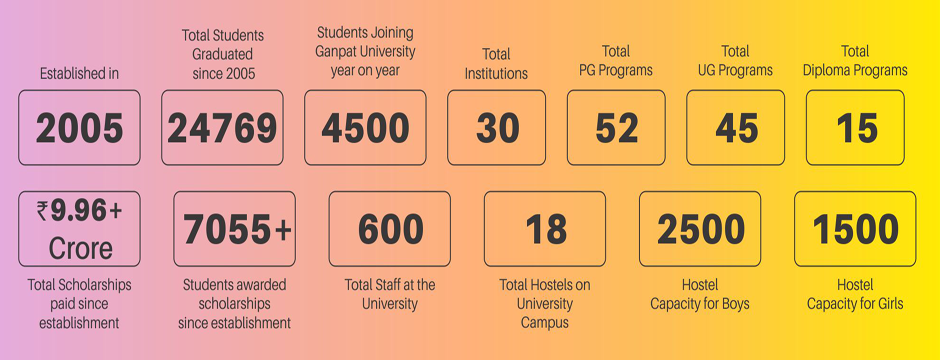 Established in
2005
Total Students
Graduated
since 2005
24769
Students Joining
Ganpat University
year on year
4500
Total
Institutions
30
Total
PG Programs
52
Total
UG Programs
45
Total
Diploma Programs
15
₹9.96+
Crore
Total Scholarships
paid since
establishment
7055+
Students awarded
scholarships
since establishment
600
Total Staff at the
University
18
Total Hostels on
University
Campus
2500
Hostel
Capacity for Boys
1500
Hostel
Capacity for Girls